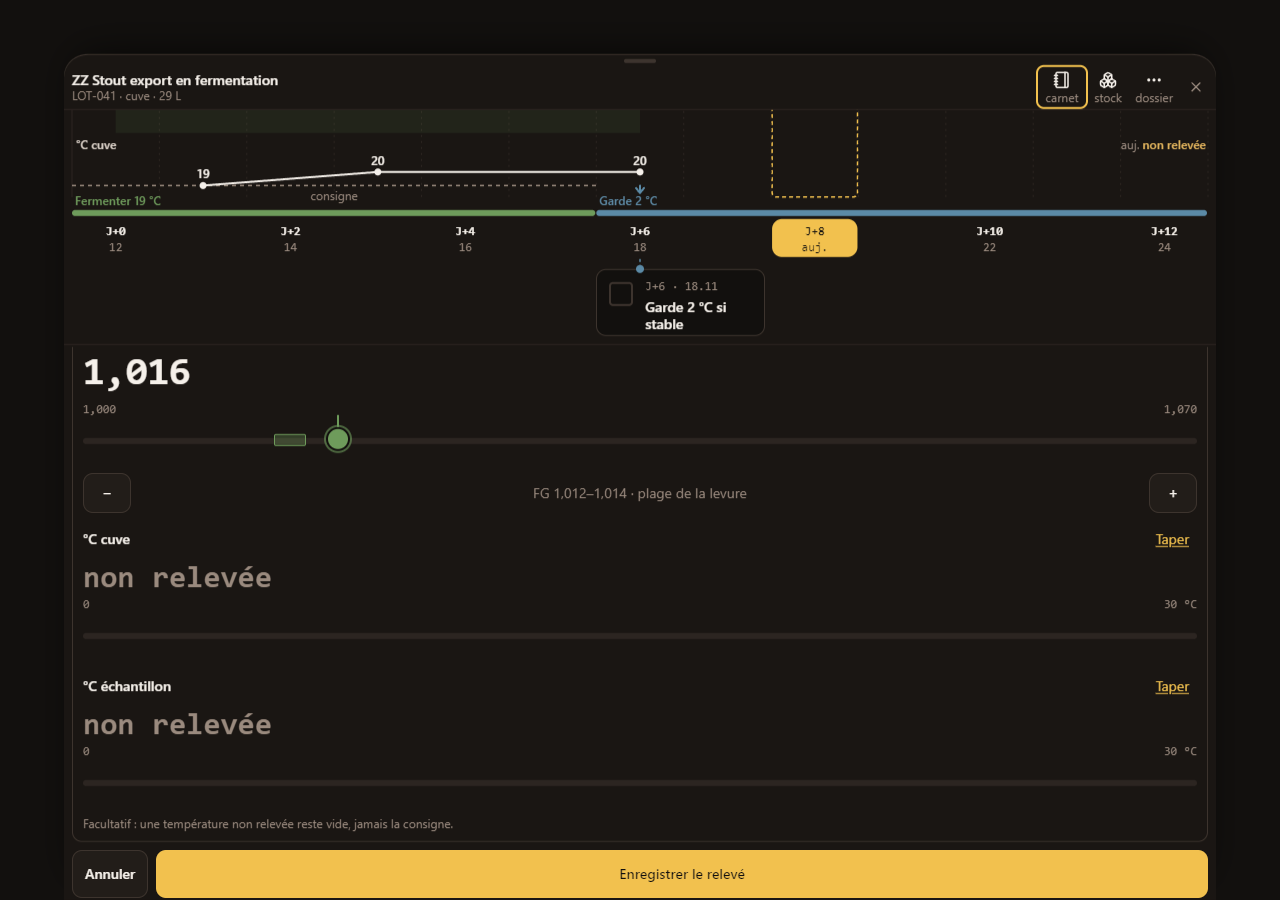 ZZ Stout export en fermentation
LOT-041 · cuve · 29 L
carnet
stock
dossier
°C cuve
auj. non relevée
19
20
20
consigne
Fermenter 19 °C
Garde 2 °C
J+0
J+2
J+4
J+6
J+8
J+10
J+12
12
14
16
18
auj.
22
24
J+6 · 18.11
Garde 2 °C si
stable
1,016
1,000
1,070
−
FG 1,012–1,014 · plage de la levure
+
°C cuve
Taper
non relevée
0
30 °C
°C échantillon
Taper
non relevée
0
30 °C
Facultatif : une température non relevée reste vide, jamais la consigne.
Annuler
Enregistrer le relevé